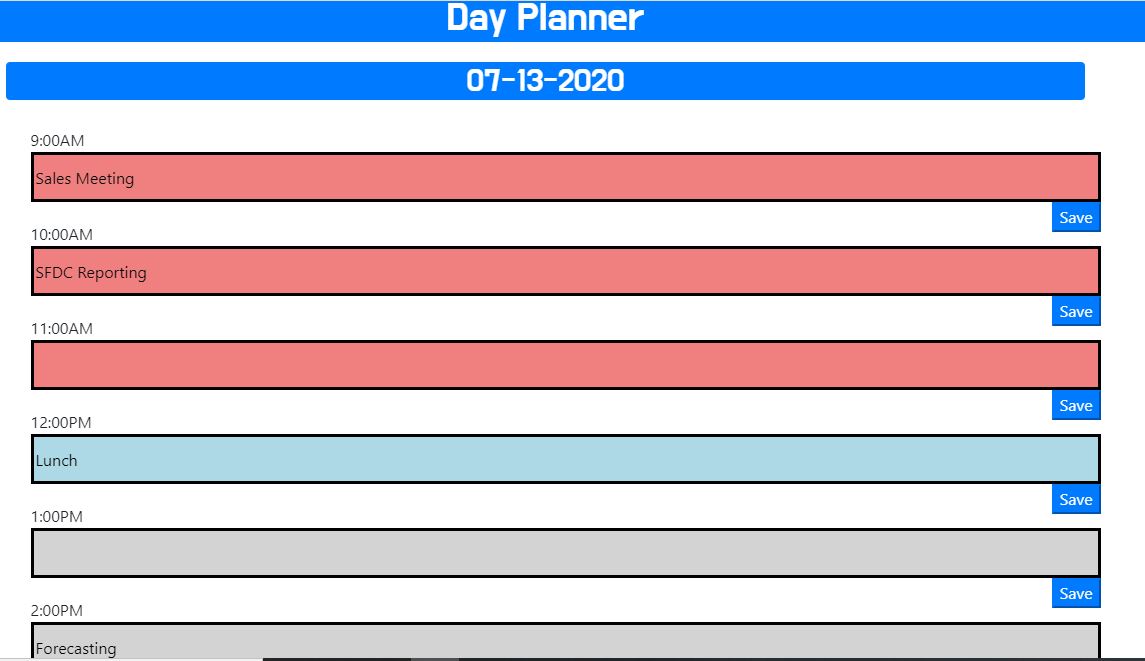 Day Planner
07-13-2020
9:00AM
Sales Meeting
Save
10:00AM
SFDC Reporting
Save
11:00AM
Save
12:00PM
Lunch
Save
1:00PM
Save
2:00PM
Forecasting